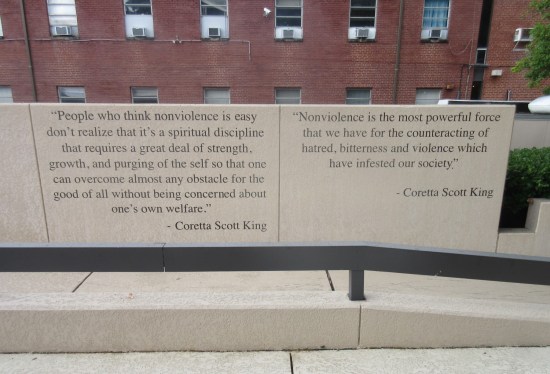 “People who think nonviolence is easy
don't realize that it's a spiritual discipline
that requires a great deal of strength,
growth, and purging of the self so that one
can overcome almost any obstacle for the
good of all without being concerned about
one's own welfare.”
- Coretta Scott King
“Nonviolence is the most powerful force
that we have for the counteracting of
hatred, bitterness and violence which
have infested our society.”
- Coretta Scott King